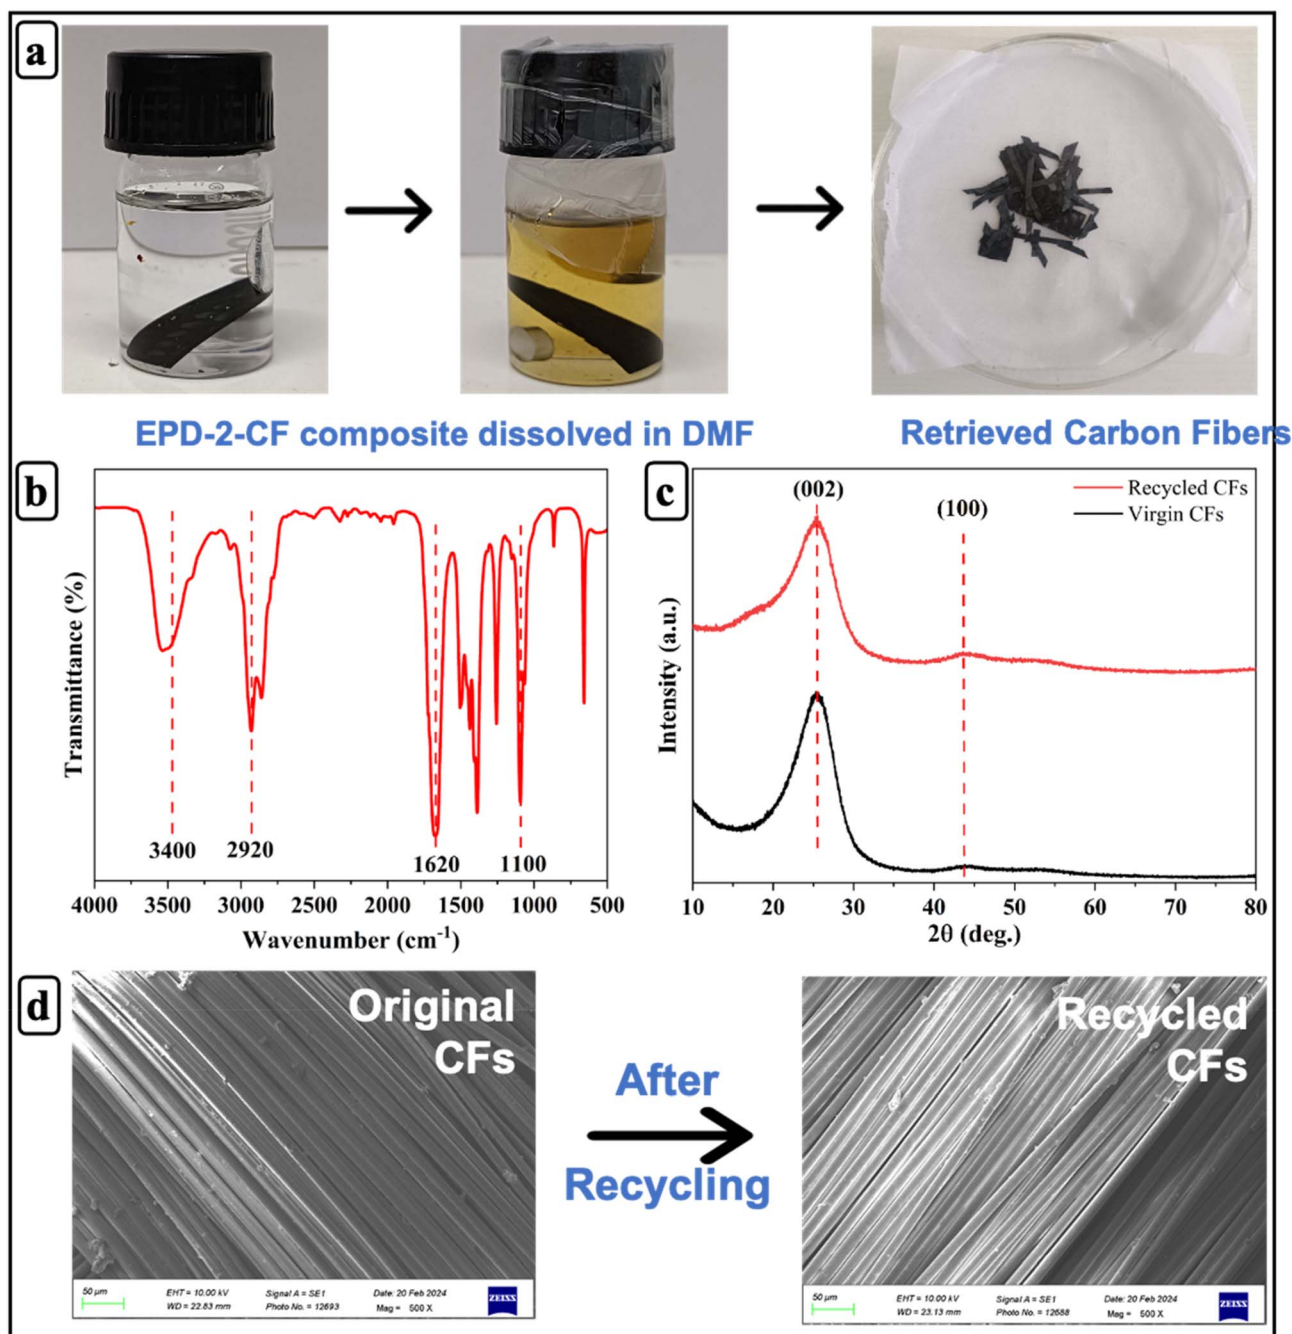 a
EPD-2-CF composite dissolved in DMF
Retrieved Carbon Fibers
b
Transmittance (%)
3400
2920
1620
1100
4000 3500 3000 2500 2000 1500 1000 500
Wavenumber (cm-1)
c
(002)
(100)
Recycled CFs
Virgin CFs
Intensity (a.u.)
10 20 30 40 50 60 70 80
2θ (deg.)
d
Original
CFs
50 µm
EHT = 10.00 kV
WD = 22.83 mm
Signal A = SE1
Photo No. = 12693
Date: 20 Feb 2024
Mag = 500 X
ZEISS
After
Recycling
Recycled
CFs
50 µm
EHT = 10.00 kV
WD = 23.13 mm
Signal A = SE1
Photo No. = 12688
Date: 20 Feb 2024
Mag = 500 X
ZEISS